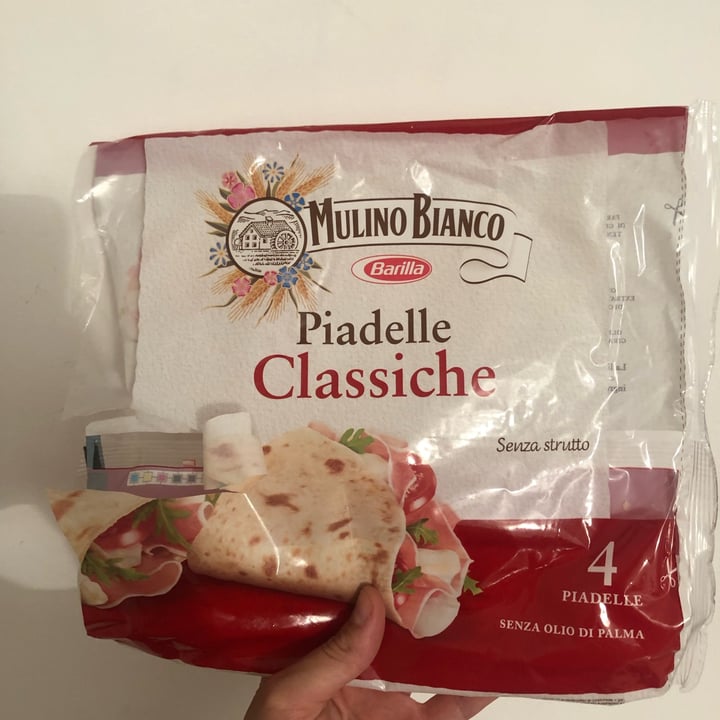 MULINO BIANCO
Barilla
Piadelle
Classiche
Senza strutto
4
PIADELLE
SENZA OLIO DI PALMA